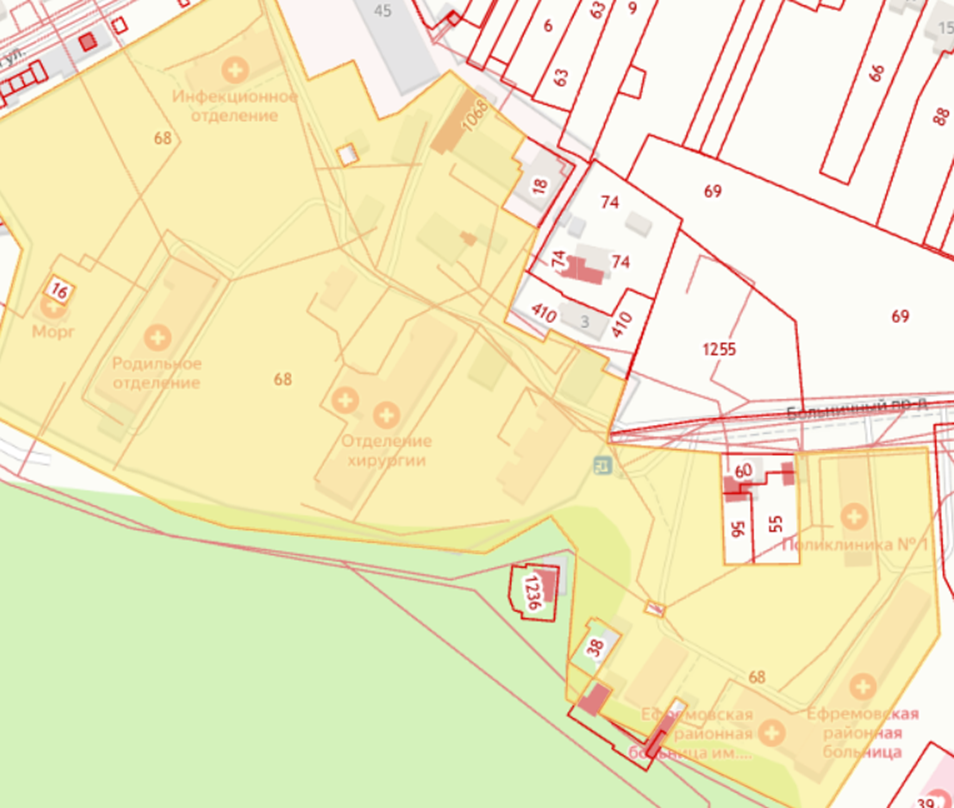 45
6
63
9
15
66
88
63
ул.
Инфекционное
отделение
1068
68
18
74
69
74
74
16
Морг
410
3
410
69
1255
Родильное
отделение
68
Больничный пр-д
Отделение
хирургии
60
95
55
Поликлиника № 1
1236
38
68
Ефремовская
районная
больница им....
Ефремовская
районная
больница
39